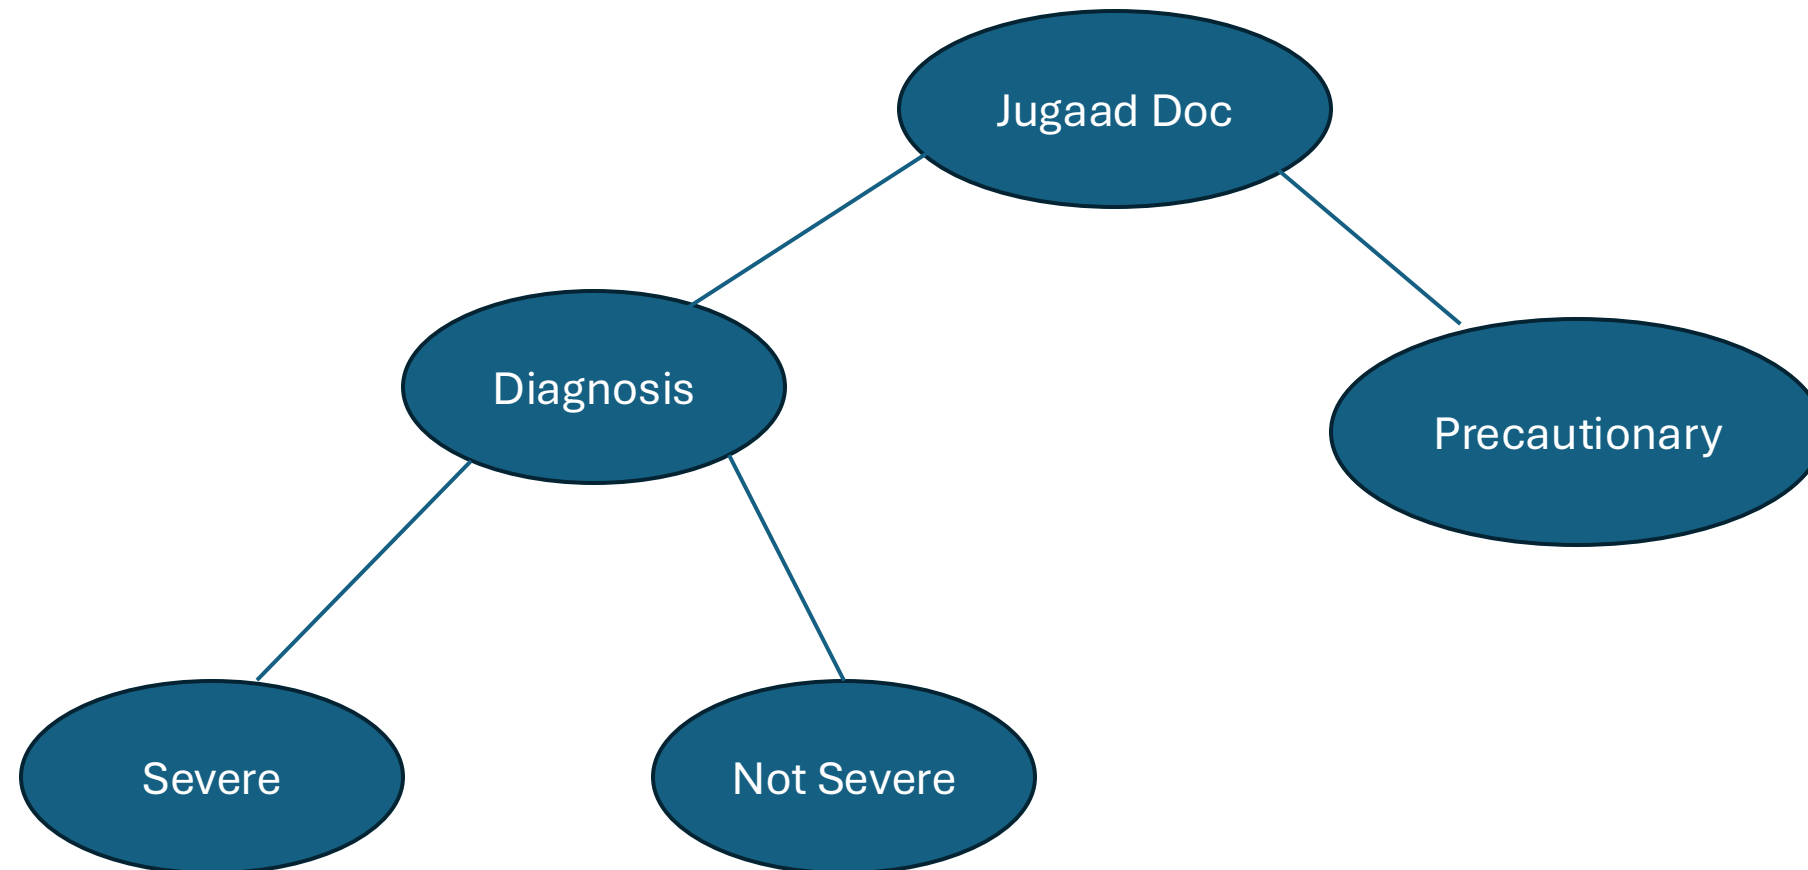 Jugaad Doc
Diagnosis
Precautionary
Severe
Not Severe